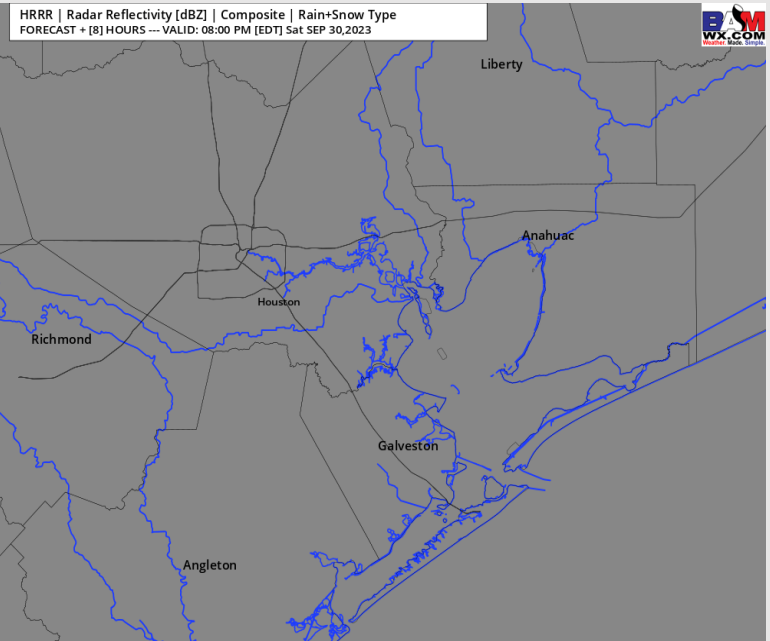 HRRR | Radar Reflectivity [dBZ] | Composite | Rain+Snow Type
FORECAST + [8] HOURS --- VALID: 08:00 PM [EDT] Sat SEP 30,2023
BAM
WX.COM
Weather. Made. Simple.
Liberty
Anahuac
Houston
Richmond
Galveston
Angleton